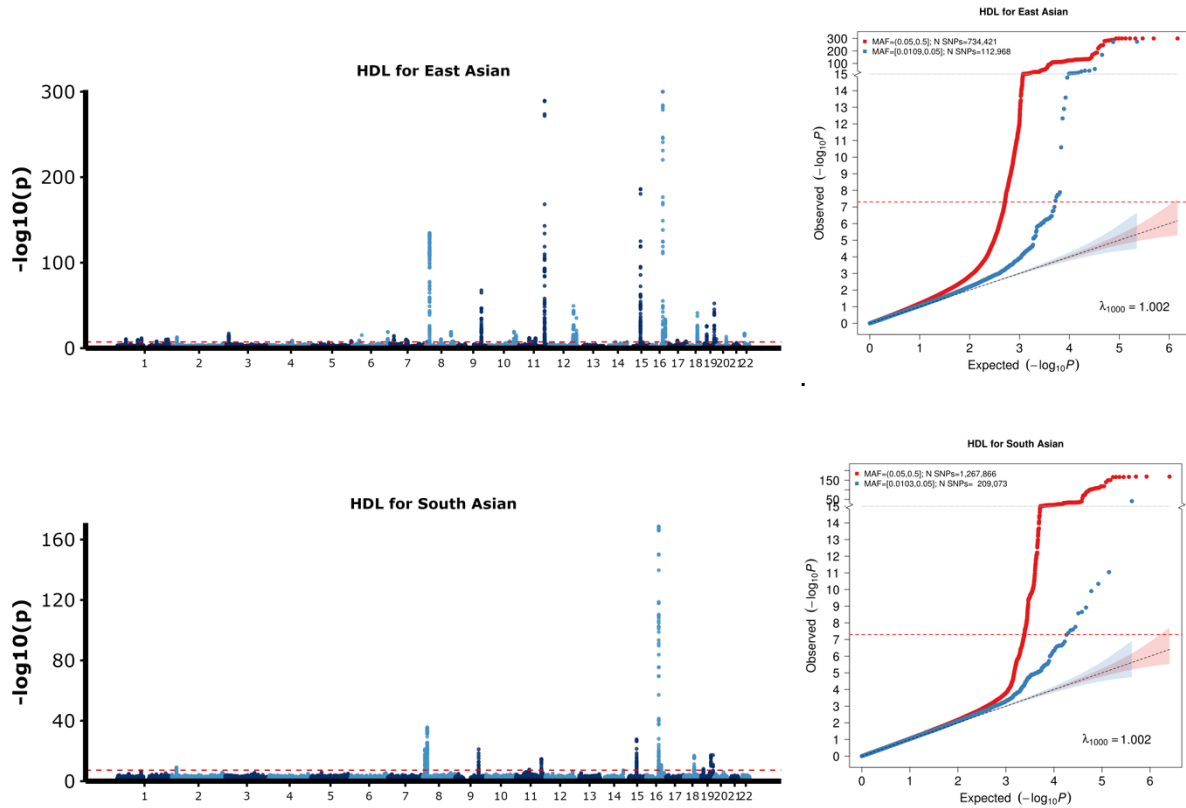 HDL for East Asian
300
200
100
0
-log10(p)
1 2 3 4 5 6 7 8 9 10 11 12 13 14 15 16 17 18 19 20 21 22
HDL for East Asian
MAF=(0.05,0.5]; N SNPs=734,421
MAF=[0.0109,0.05]; N SNPs=112,968
300
200
100
15
14
13
12
11
10
9
8
7
6
5
4
3
2
1
0
Observed (−log₁₀P)
λ₁₀₀₀ = 1.002
0 1 2 3 4 5 6
Expected (−log₁₀P)
.
HDL for South Asian
160
120
80
40
0
-log10(p)
1 2 3 4 5 6 7 8 9 10 11 12 13 14 15 16 17 18 19 20 21 22
HDL for South Asian
MAF=(0.05,0.5]; N SNPs=1,267,866
MAF=[0.0103,0.05]; N SNPs= 209,073
150
50
15
14
13
12
11
10
9
8
7
6
5
4
3
2
1
0
Observed (−log₁₀P)
λ₁₀₀₀ = 1.002
0 1 2 3 4 5 6
Expected (−log₁₀P)